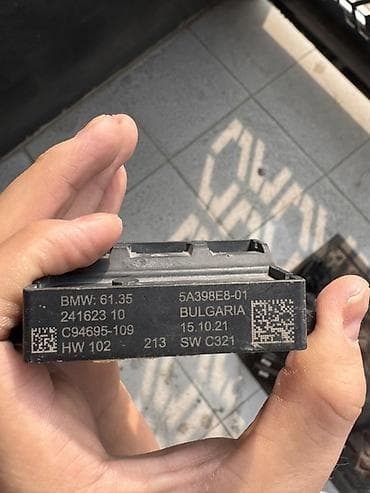 BMW: 61.35 5A398E8-01
241623 10 BULGARIA
C94695-109 15.10.21
HW 102 213 SW C321